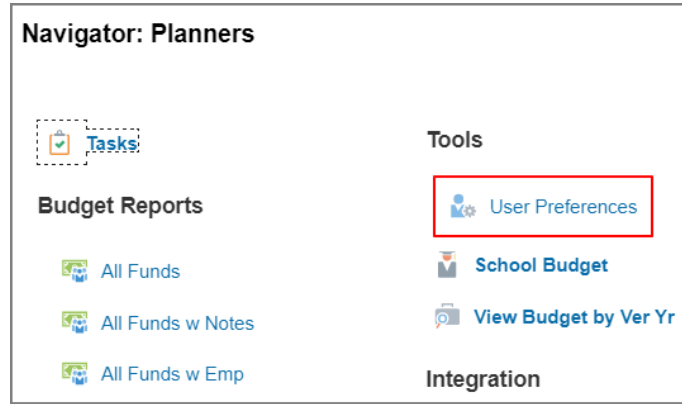 Navigator: Planners
Tasks
Budget Reports
All Funds
All Funds w Notes
All Funds w Emp
Tools
User Preferences
School Budget
View Budget by Ver Yr
Integration